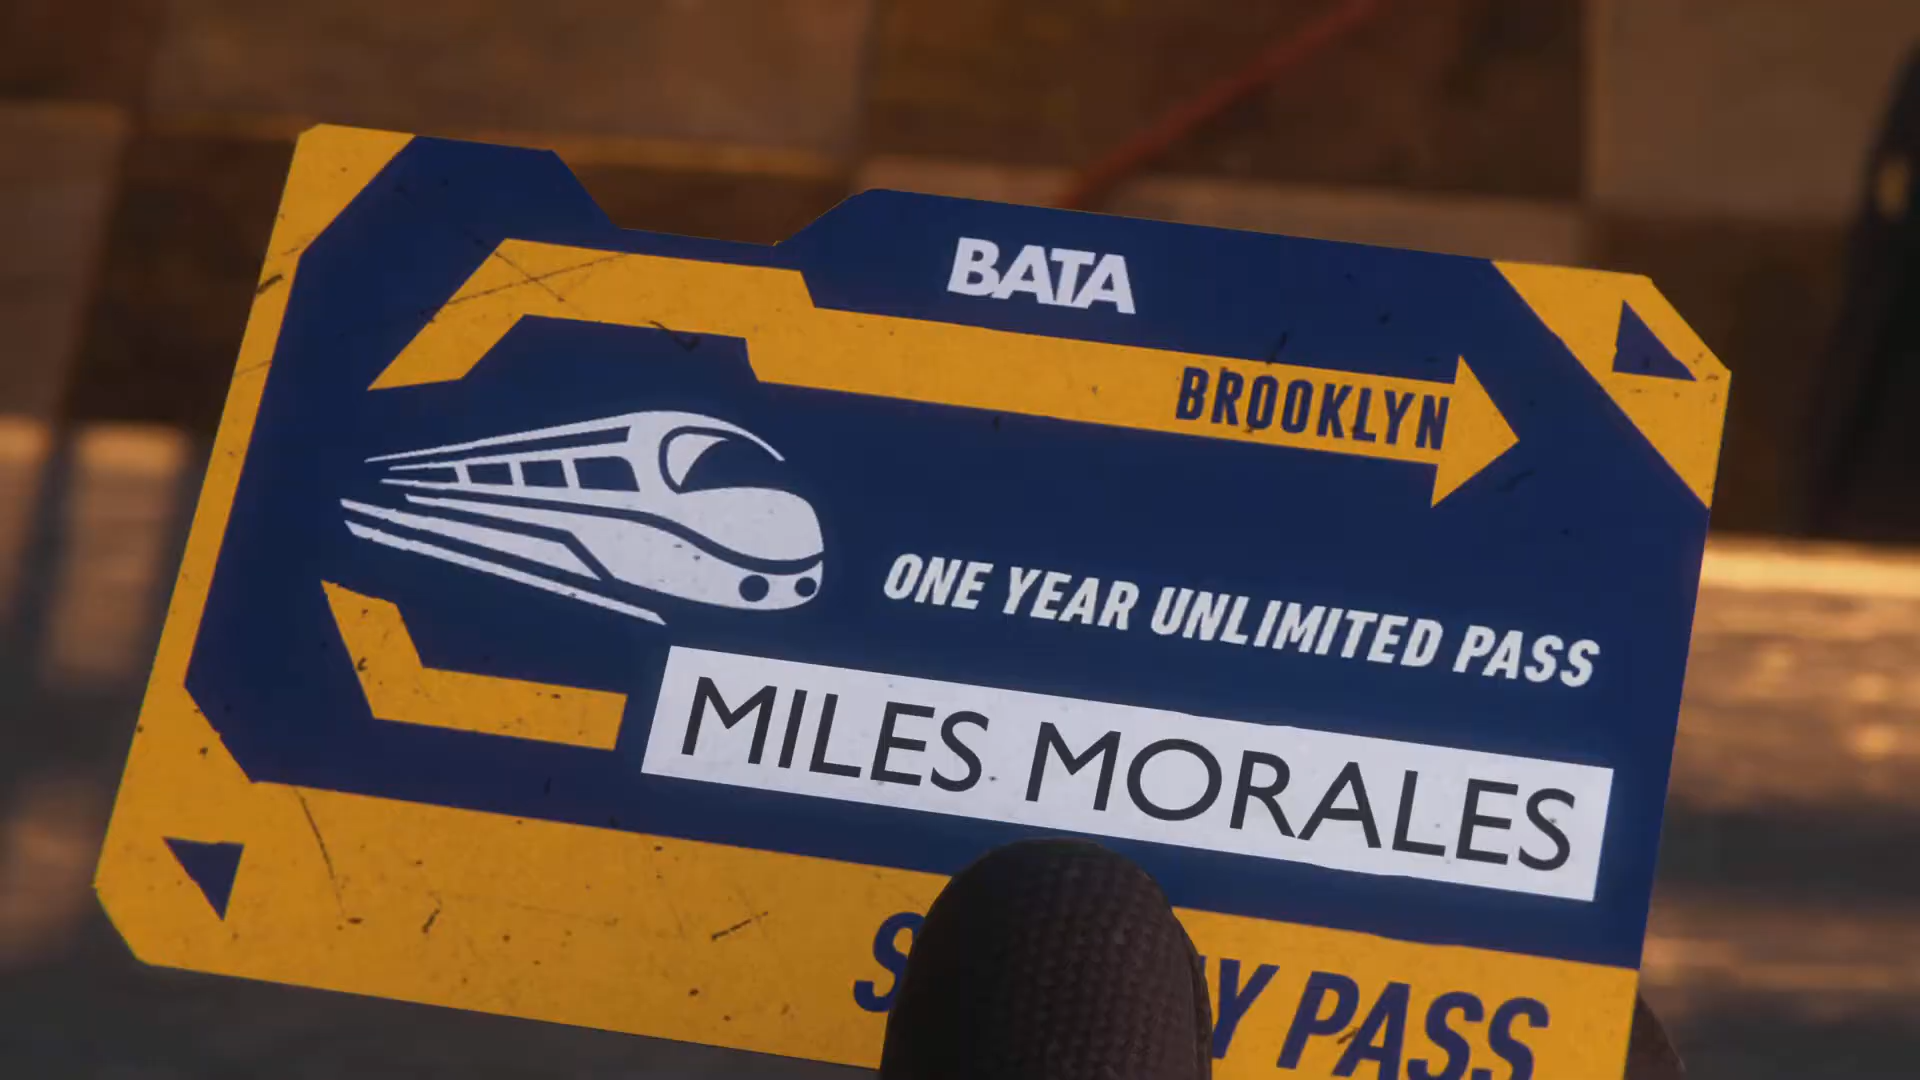 BATA
BROOKLYN
ONE YEAR UNLIMITED PASS
MILES MORALES
PASS